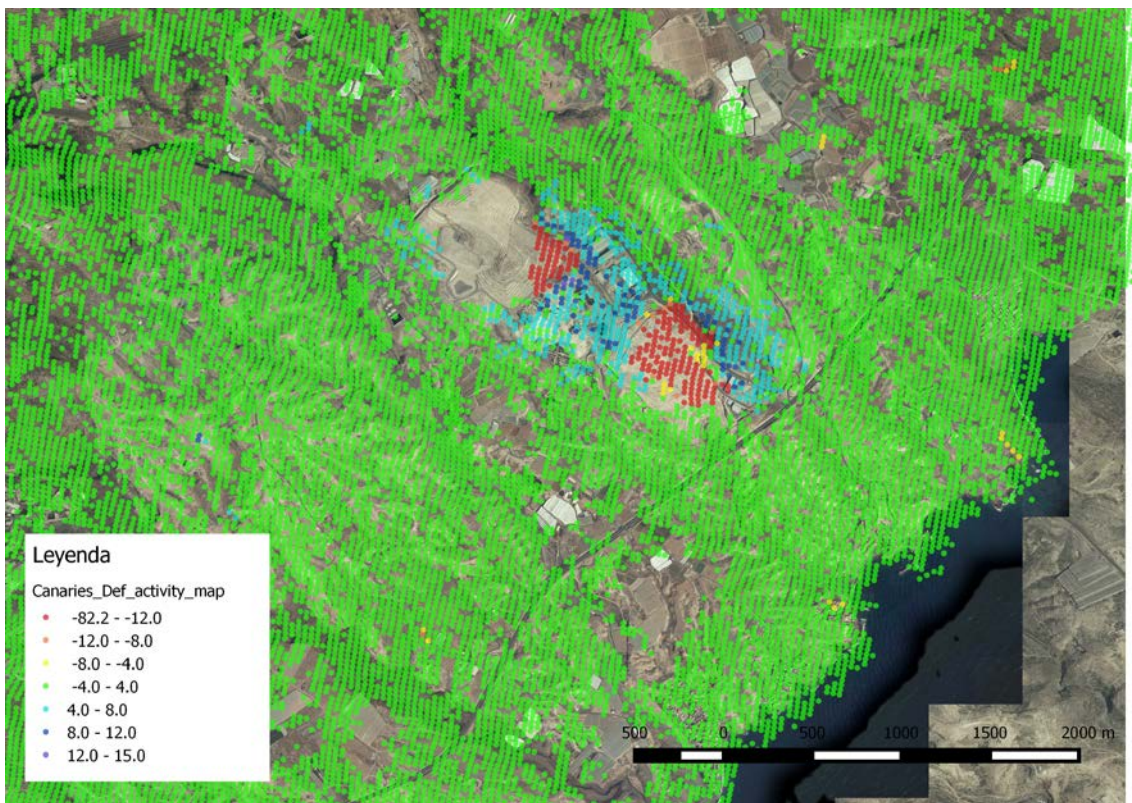 Leyenda
Canaries_Def_activity_map
-82.2 - -12.0
-12.0 - -8.0
-8.0 - -4.0
-4.0 - 4.0
4.0 - 8.0
8.0 - 12.0
12.0 - 15.0
500 0 500 1000 1500 2000 m